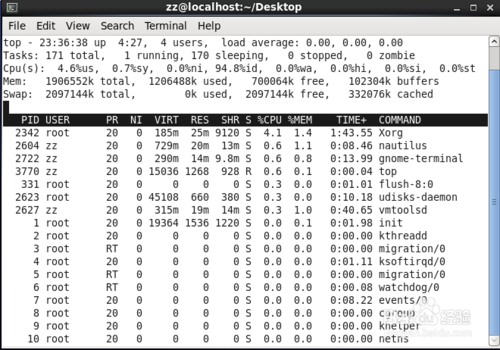 zz@localhost:~/Desktop
File Edit View Search Terminal Help
top - 23:36:38 up 4:27, 4 users, load average: 0.00, 0.00, 0.00
Tasks: 171 total, 1 running, 170 sleeping, 0 stopped, 0 zombie
Cpu(s): 4.6%us, 0.7%sy, 0.0%ni, 94.8%id, 0.0%wa, 0.0%hi, 0.0%si, 0.0%st
Mem: 1906552k total, 1206488k used, 700064k free, 102304k buffers
Swap: 2097144k total, 0k used, 2097144k free, 332076k cached
PID USER PR NI VIRT RES SHR S %CPU %MEM TIME+ COMMAND
2342 root 20 0 185m 25m 9120 S 4.1 1.4 1:43.55 Xorg
2604 zz 20 0 729m 20m 13m S 0.6 1.1 0:08.46 nautilus
2722 zz 20 0 290m 14m 9.8m S 0.6 0.8 0:13.99 gnome-terminal
3770 zz 20 0 15036 1268 928 R 0.6 0.1 0:00.04 top
331 root 20 0 0 0 0 S 0.3 0.0 0:01.01 flush-8:0
2623 root 20 0 45108 660 380 S 0.3 0.0 0:10.18 udisks-daemon
2627 zz 20 0 315m 19m 14m S 0.3 1.0 0:40.65 vmtoolsd
1 root 20 0 19364 1536 1220 S 0.0 0.1 0:01.98 init
2 root 20 0 0 0 0 S 0.0 0.0 0:00.00 kthreadd
3 root RT 0 0 0 0 S 0.0 0.0 0:00.00 migration/0
4 root 20 0 0 0 0 S 0.0 0.0 0:01.11 ksoftirqd/0
5 root RT 0 0 0 0 S 0.0 0.0 0:00.00 migration/0
6 root RT 0 0 0 0 S 0.0 0.0 0:00.08 watchdog/0
7 root 20 0 0 0 0 S 0.0 0.0 0:08.22 events/0
8 root 20 0 0 0 0 S 0.0 0.0 0:00.00 cgroup
9 root 20 0 0 0 0 S 0.0 0.0 0:00.00 khelper
10 root 20 0 0 0 0 S 0.0 0.0 0:00.00 netns